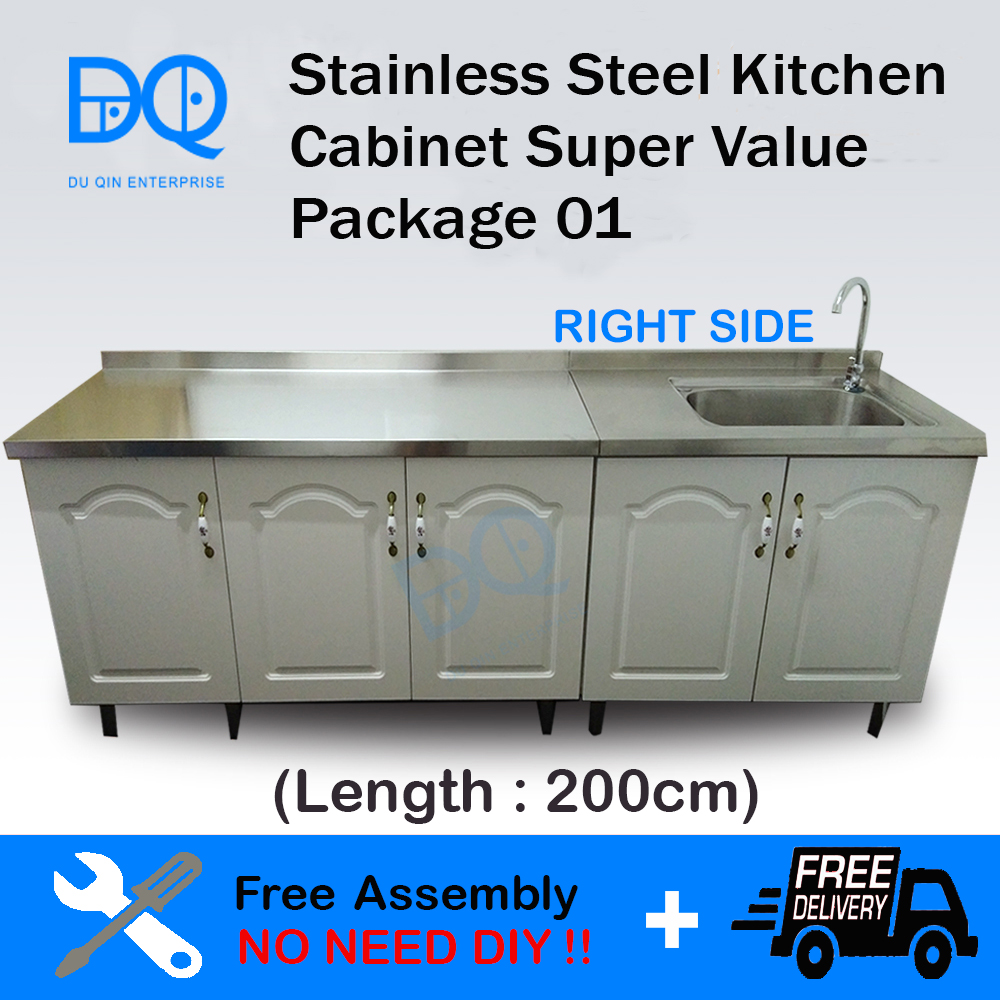 DQ
DU QIN ENTERPRISE
Stainless Steel Kitchen
Cabinet Super Value
Package 01
RIGHT SIDE
DQ
(Length : 200cm)
Free Assembly
NO NEED DIY !!
+
FREE
DELIVERY